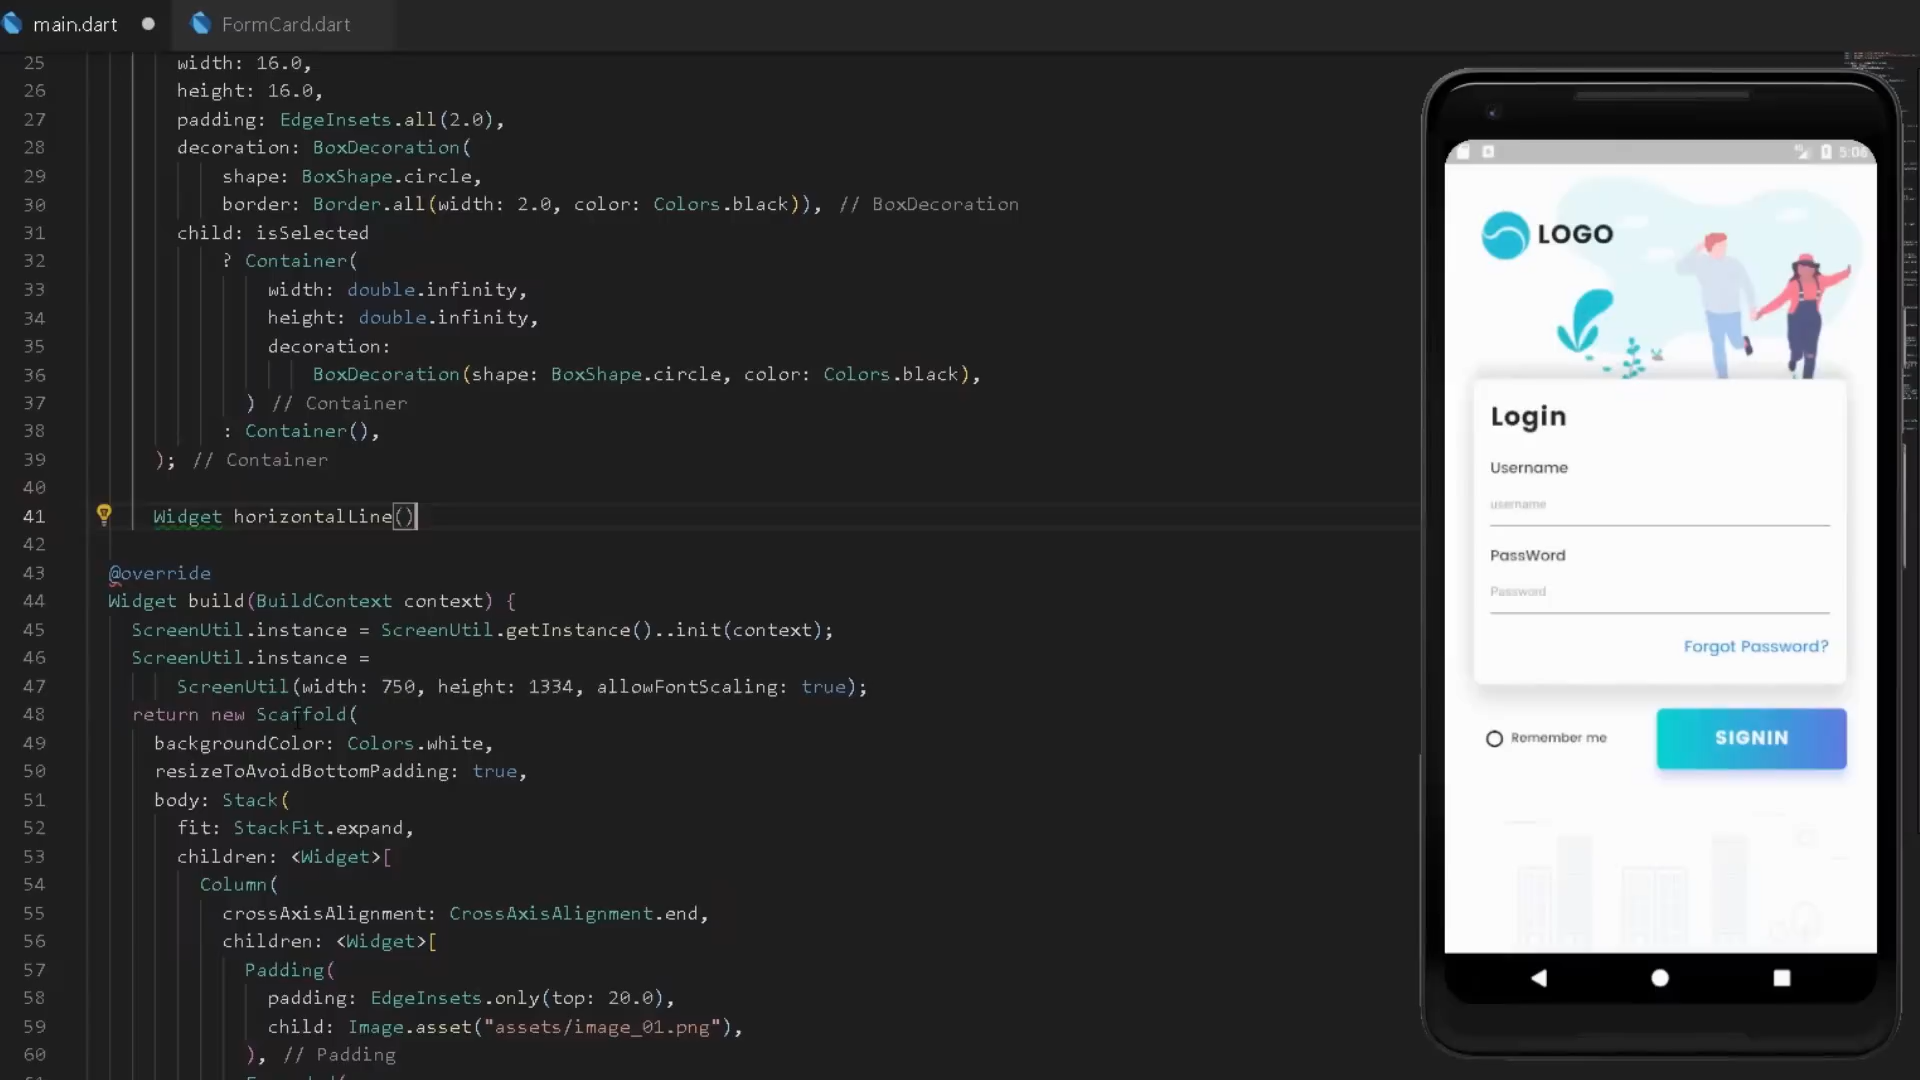 main.dart
FormCard.dart
25 width: 16.0,
26 height: 16.0,
27 padding: EdgeInsets.all(2.0),
28 decoration: BoxDecoration(
29 shape: BoxShape.circle,
30 border: Border.all(width: 2.0, color: Colors.black)), // BoxDecoration
31 child: isSelected
32 ? Container(
33 width: double.infinity,
34 height: double.infinity,
35 decoration:
36 BoxDecoration(shape: BoxShape.circle, color: Colors.black),
37 ) // Container
38 : Container(),
39 ); // Container
40
41 Widget horizontalLine()
42
43 @override
44 Widget build(BuildContext context) {
45 ScreenUtil.instance = ScreenUtil.getInstance()..init(context);
46 ScreenUtil.instance =
47 ScreenUtil(width: 750, height: 1334, allowFontScaling: true);
48 return new Scaffold(
49 backgroundColor: Colors.white,
50 resizeToAvoidBottomPadding: true,
51 body: Stack(
52 fit: StackFit.expand,
53 children: <Widget>[
54 Column(
55 crossAxisAlignment: CrossAxisAlignment.end,
56 children: <Widget>[
57 Padding(
58 padding: EdgeInsets.only(top: 20.0),
59 child: Image.asset("assets/image_01.png"),
60 ), // Padding
LOGO
Login
Username
username
PassWord
Password
Forgot Password?
Remember me
SIGNIN